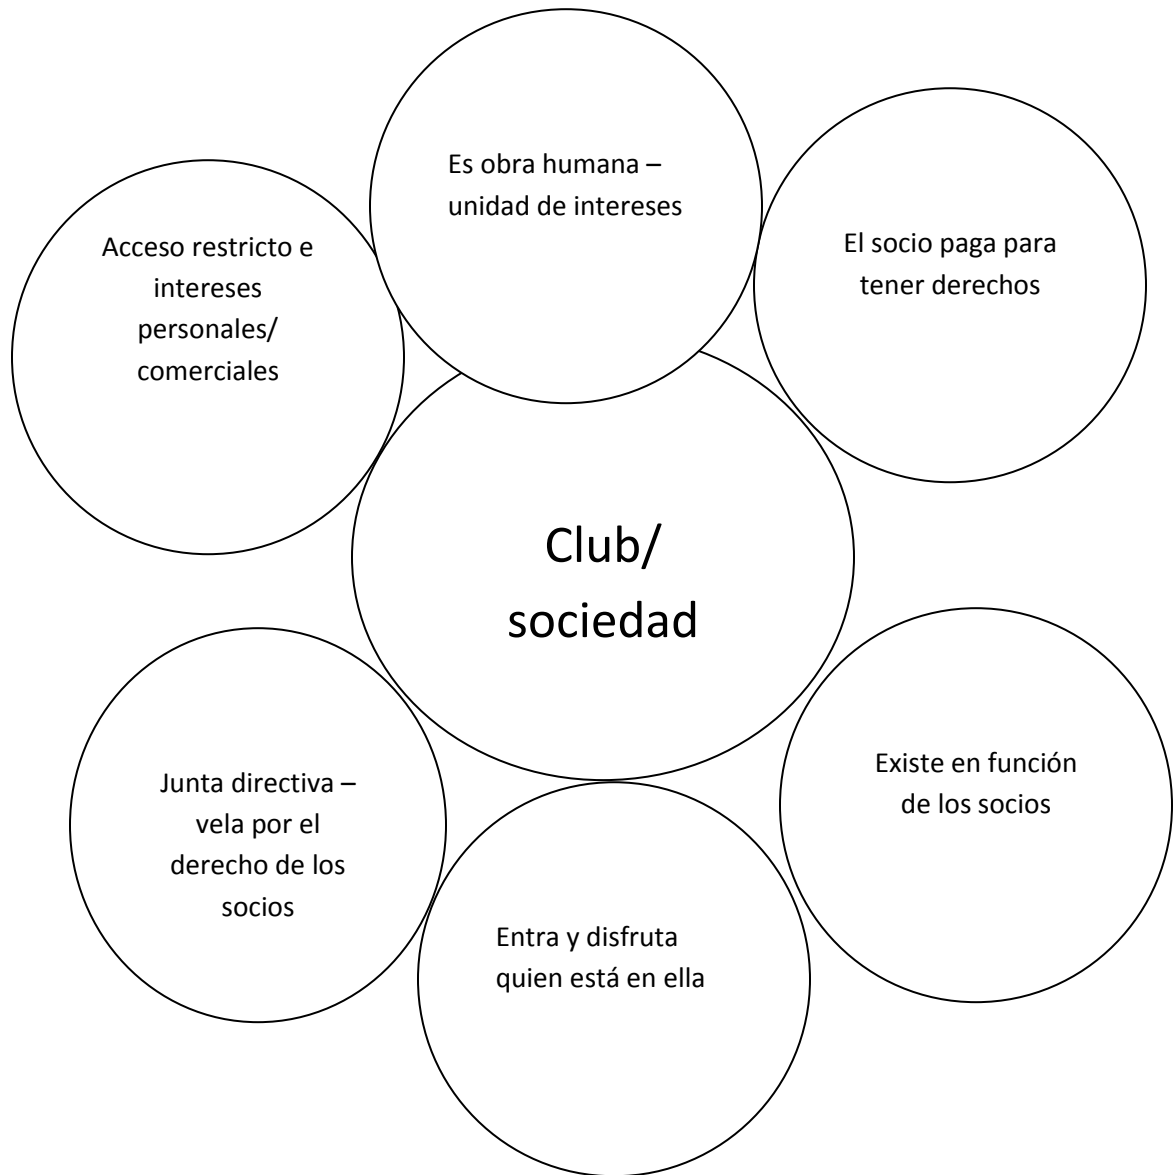 Es obra humana –
unidad de intereses
El socio paga para
tener derechos
Acceso restricto e
intereses
personales/
comerciales
Club/
sociedad
Existe en función
de los socios
Junta directiva –
vela por el
derecho de los
socios
Entra y disfruta
quien está en ella